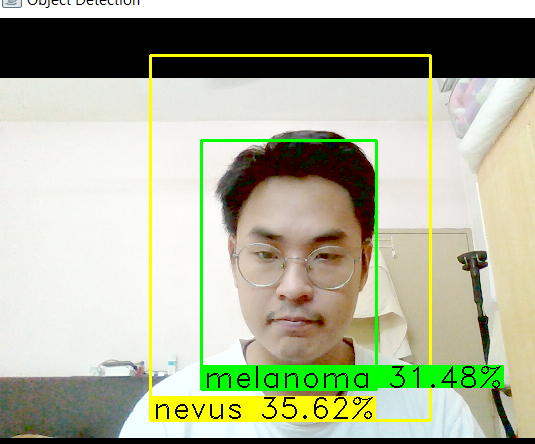 Object Detection
melanoma 31.48%
nevus 35.62%